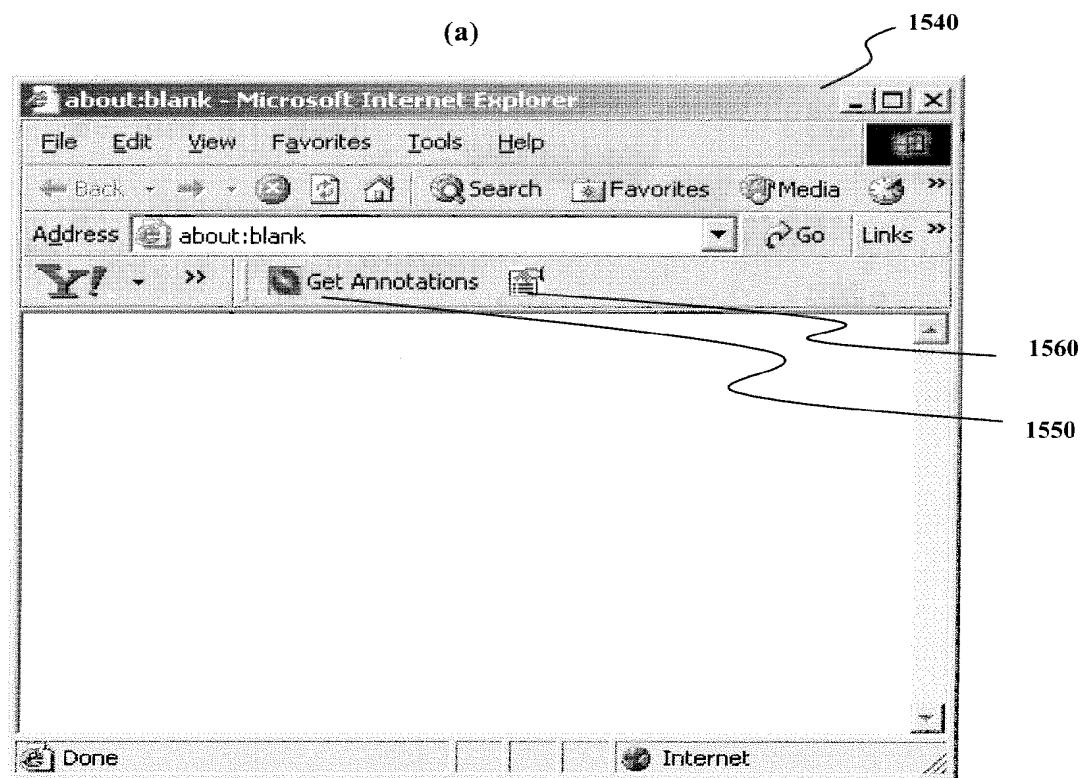 (a)
1540
about:blank - Microsoft Internet Explorer
File Edit View Favorites Tools Help
Back Search Favorites Media »
Address about:blank Go Links »
Y! » Get Annotations
1560
1550
Done Internet